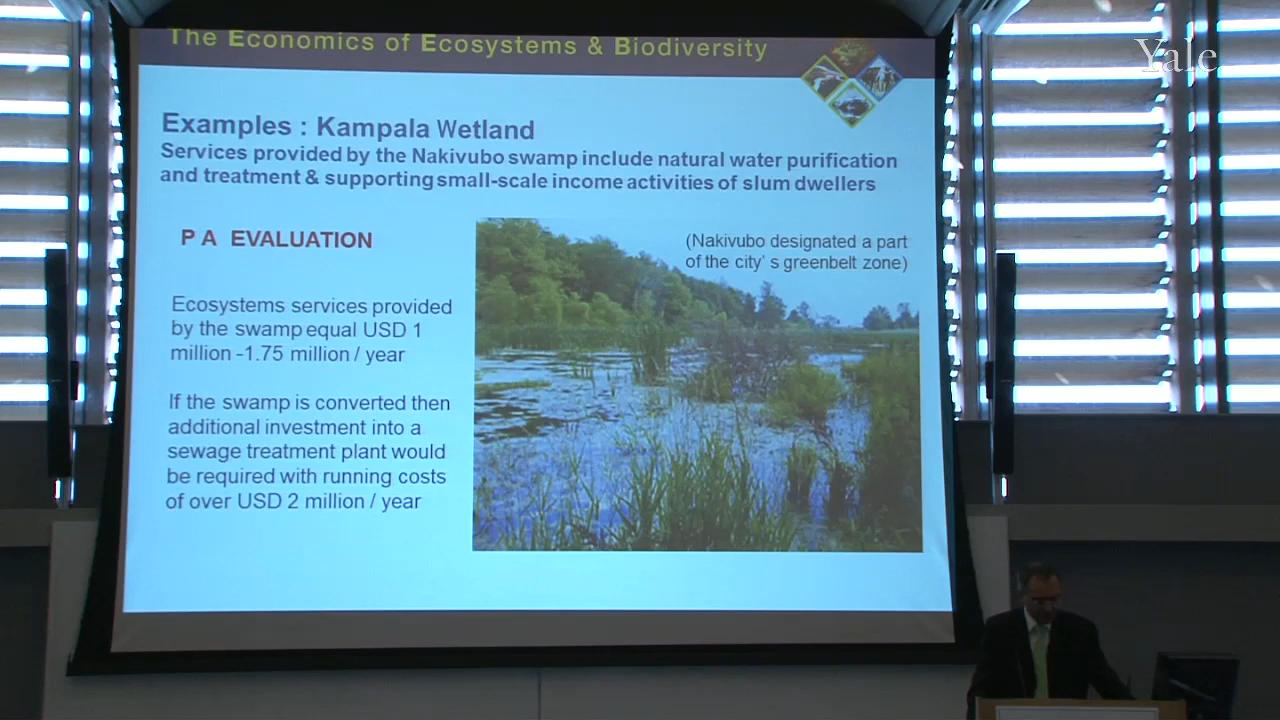 The Economics of Ecosystems & Biodiversity
Yale
Examples : Kampala Wetland
Services provided by the Nakivubo swamp include natural water purification
and treatment & supporting small-scale income activities of slum dwellers
P A EVALUATION
(Nakivubo designated a part
of the city' s greenbelt zone)
Ecosystems services provided
by the swamp equal USD 1
million -1.75 million / year
If the swamp is converted then
additional investment into a
sewage treatment plant would
be required with running costs
of over USD 2 million / year